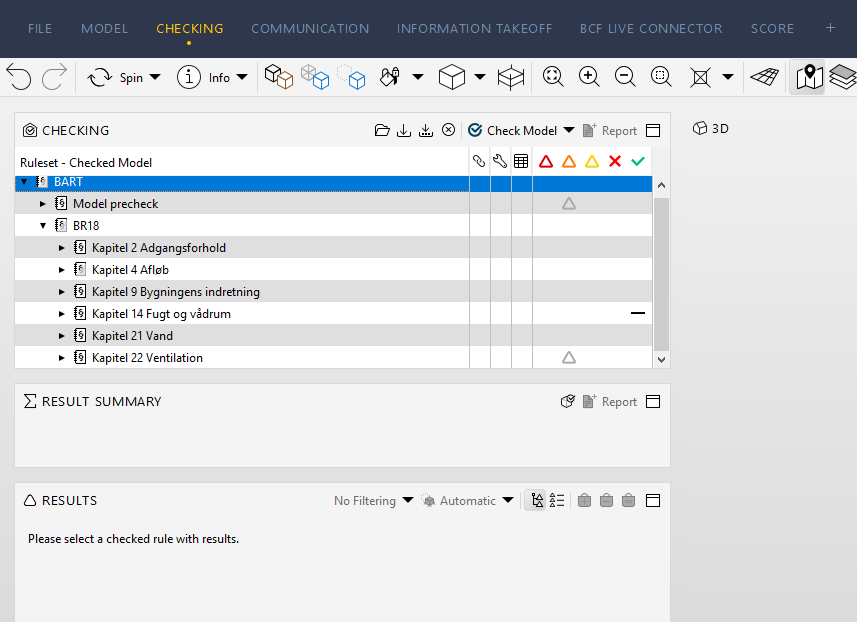 FILE MODEL CHECKING COMMUNICATION INFORMATION TAKEOFF BCF LIVE CONNECTOR SCORE +
Spin Info
CHECKING Check Model Report
3D
Ruleset - Checked Model
BART
Model precheck
BR18
Kapitel 2 Adgangsforhold
Kapitel 4 Afløb
Kapitel 9 Bygningens indretning
Kapitel 14 Fugt og vådrum
Kapitel 21 Vand
Kapitel 22 Ventilation
RESULT SUMMARY Report
RESULTS No Filtering Automatic
Please select a checked rule with results.